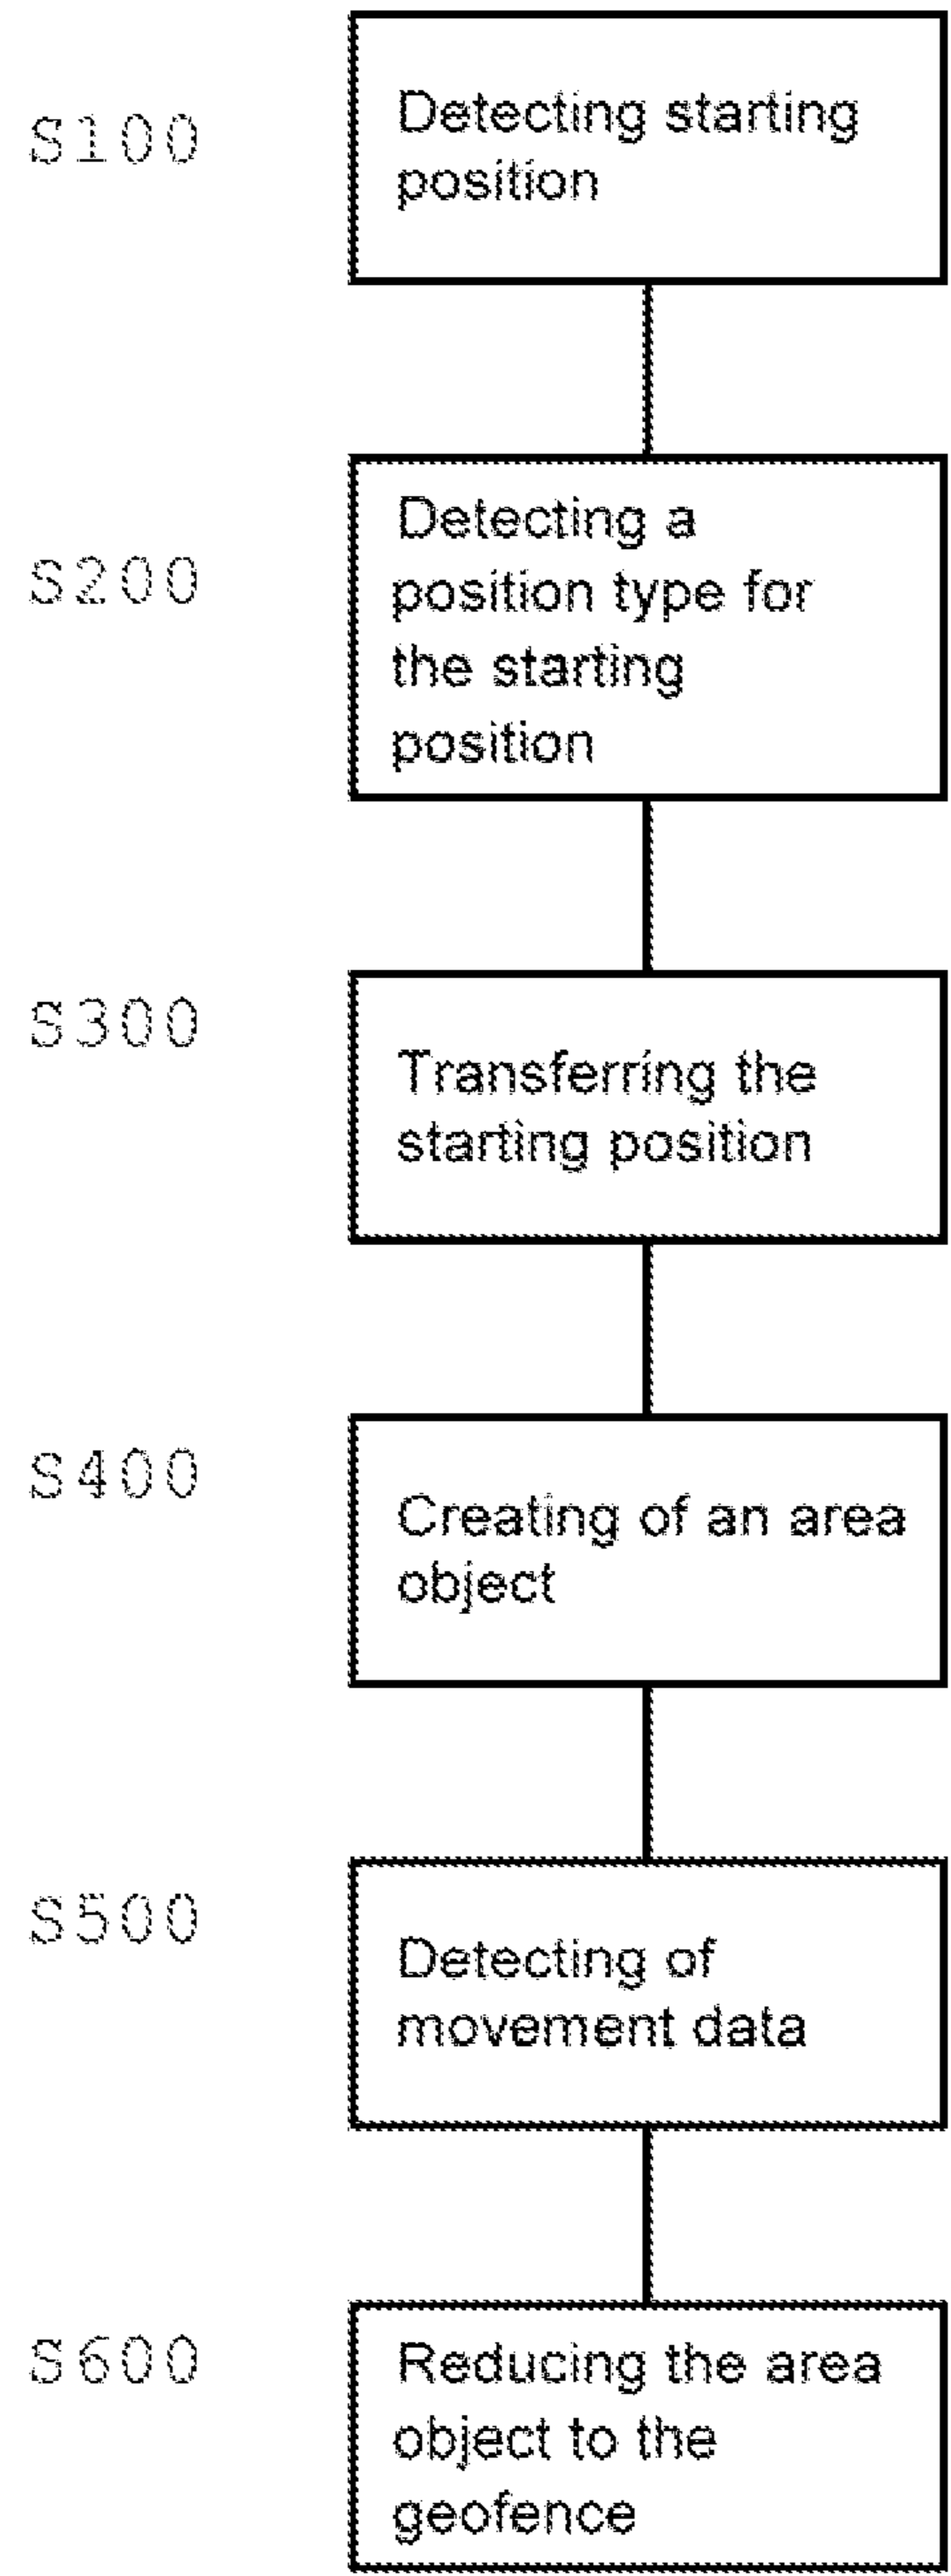 S100
Detecting starting
position
S200
Detecting a
position type for
the starting
position
S300
Transferring the
starting position
S400
Creating of an area
object
S500
Detecting of
movement data
S600
Reducing the area
object to the
geofence